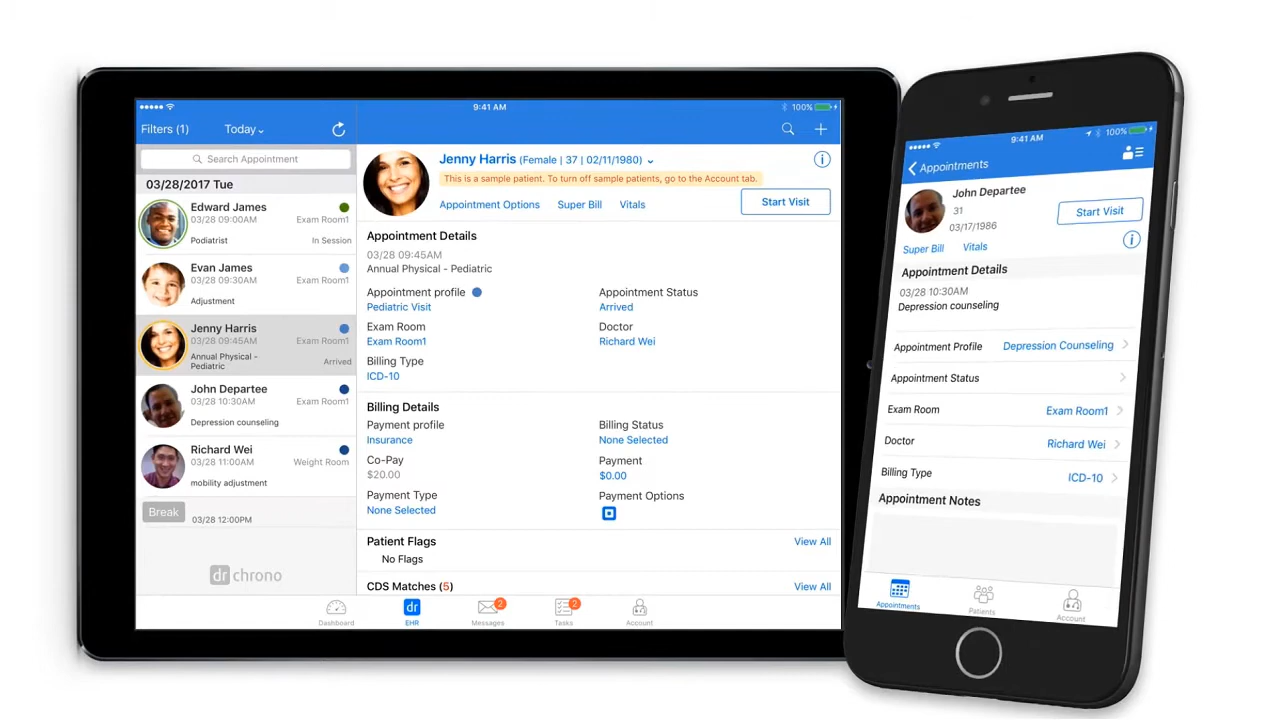 9:41 AM
100%
Filters (1)
Today
Search Appointment
03/28/2017 Tue
Edward James
03/28 09:00AM
Exam Room1
Podiatrist
In Session
Evan James
03/28 09:30AM
Exam Room1
Adjustment
Jenny Harris
03/28 09:45AM
Exam Room1
Annual Physical -
Pediatric
Arrived
John Departee
03/28 10:30AM
Exam Room1
Depression counseling
Richard Wei
03/28 11:00AM
Weight Room
mobility adjustment
Break
03/28 12:00PM
dr chrono
Jenny Harris (Female | 37 | 02/11/1980)
This is a sample patient. To turn off sample patients, go to the Account tab.
Appointment Options Super Bill Vitals
Start Visit
Appointment Details
03/28 09:45AM
Annual Physical - Pediatric
Appointment profile
Pediatric Visit
Appointment Status
Arrived
Exam Room
Exam Room1
Doctor
Richard Wei
Billing Type
ICD-10
Billing Details
Payment profile
Insurance
Billing Status
None Selected
Co-Pay
$20.00
Payment
$0.00
Payment Type
None Selected
Payment Options
Patient Flags
View All
No Flags
CDS Matches (5)
View All
Dashboard
dr
EHR
2
Messages
2
Tasks
Account
9:41 AM
100%
Appointments
John Departee
31
03/17/1986
Start Visit
Super Bill Vitals
Appointment Details
03/28 10:30AM
Depression counseling
Appointment Profile Depression Counseling
Appointment Status
Exam Room Exam Room1
Doctor Richard Wei
Billing Type ICD-10
Appointment Notes
Appointments
Patients
Account